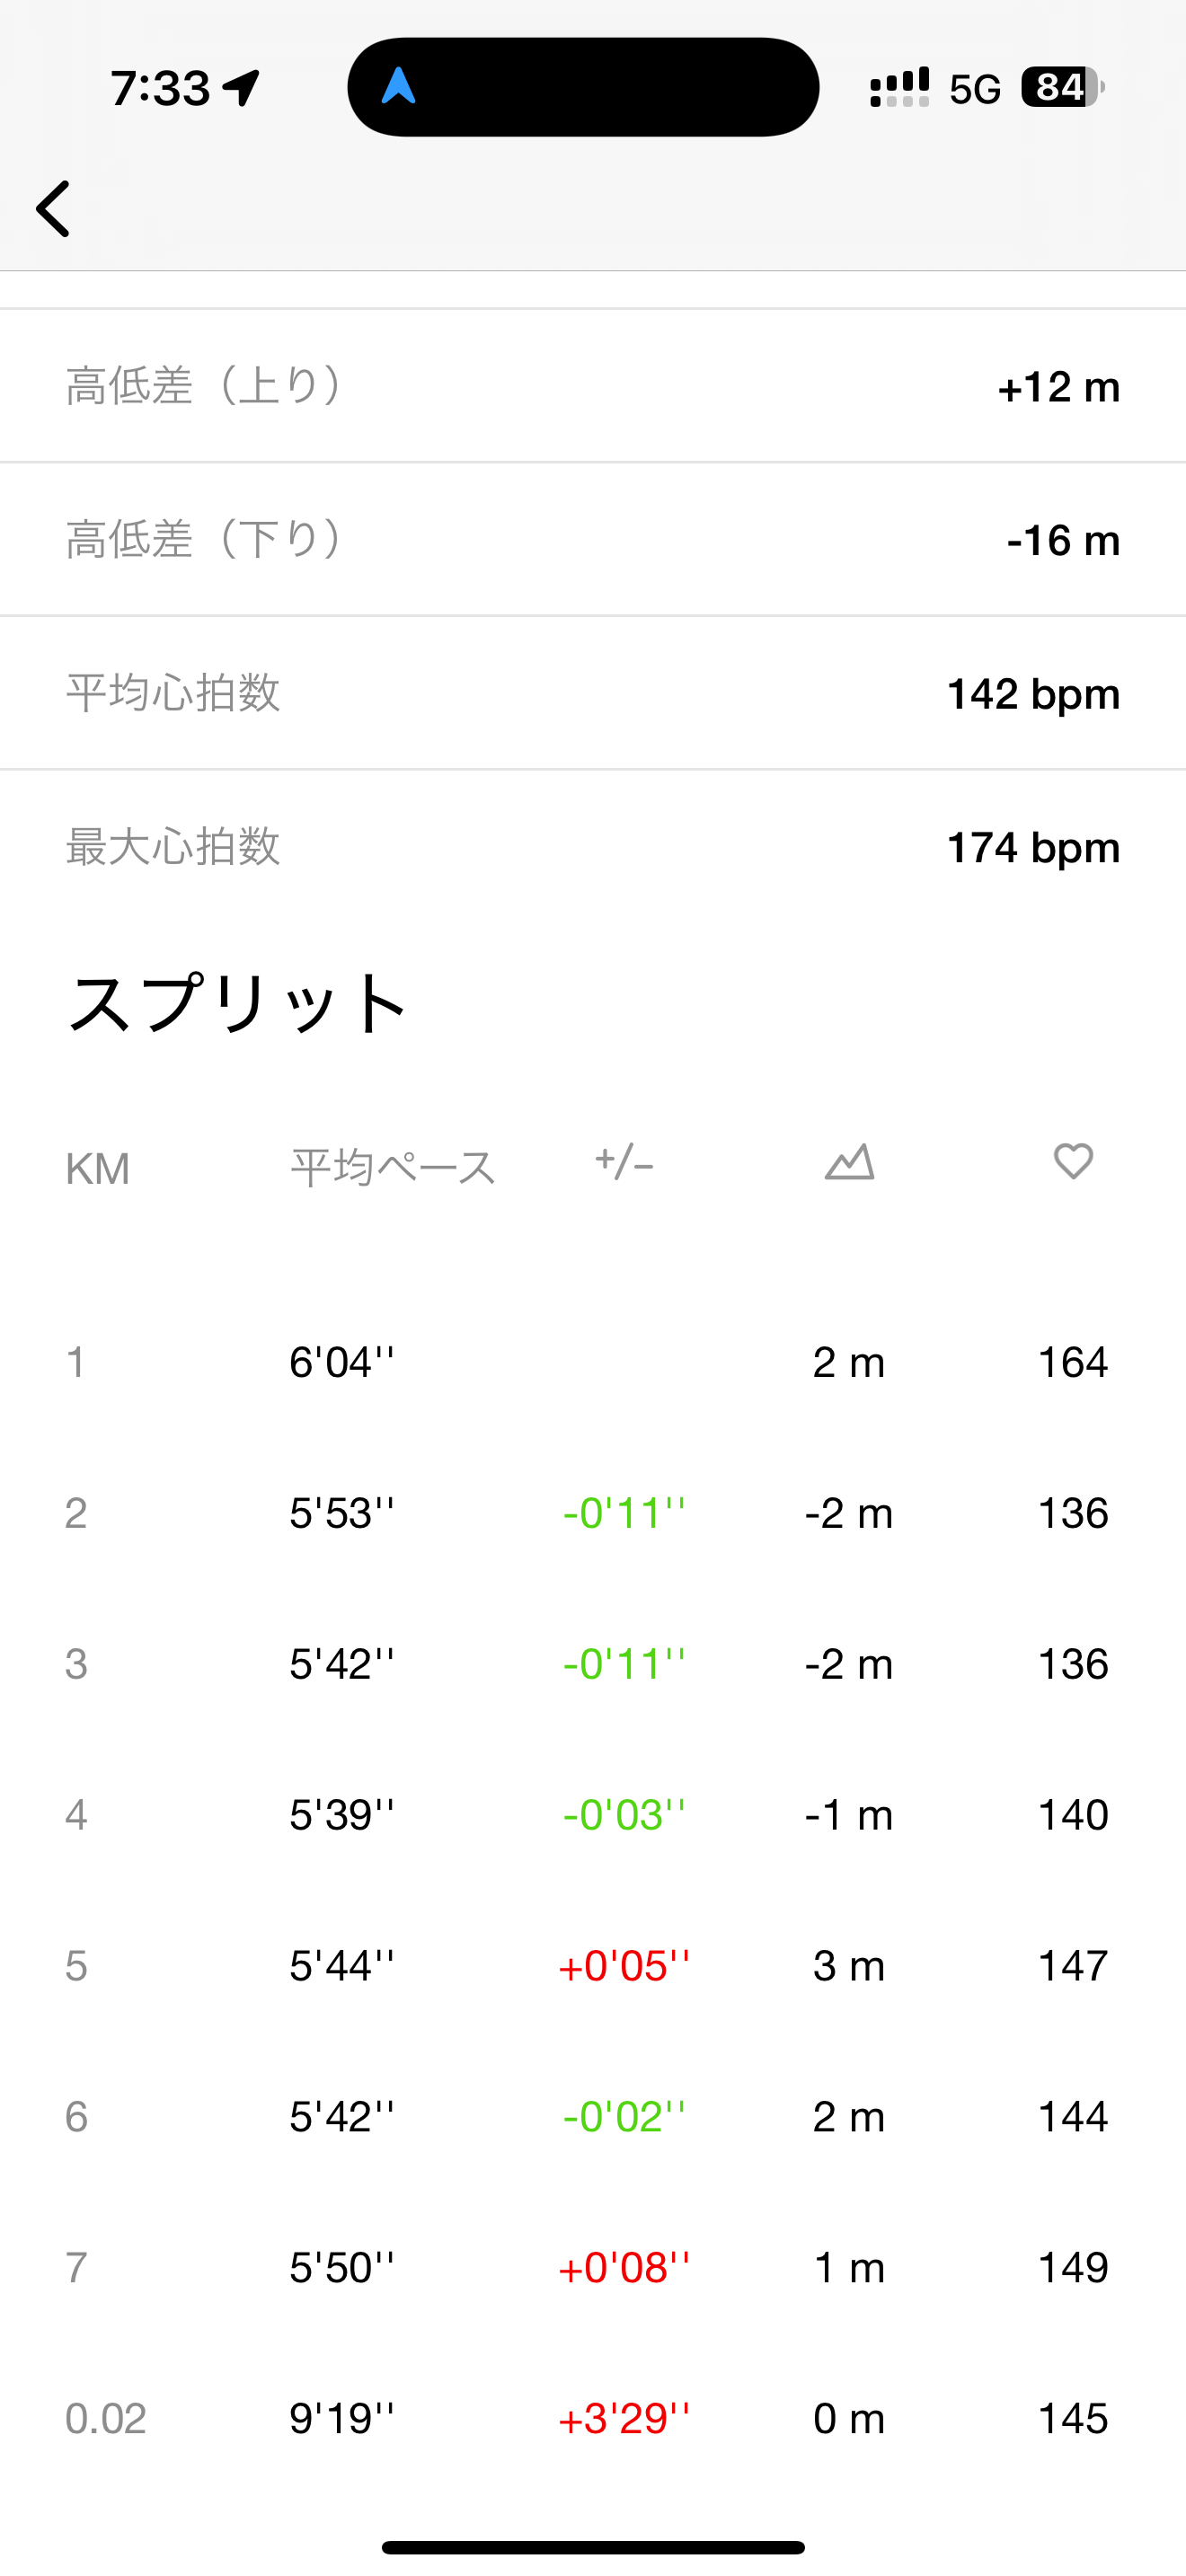 7:33 5G 84
高低差（上り） +12 m
高低差（下り） -16 m
平均心拍数 142 bpm
最大心拍数 174 bpm
スプリット
KM 平均ペース +/-
1 6'04'' 2 m 164
2 5'53'' -0'11'' -2 m 136
3 5'42'' -0'11'' -2 m 136
4 5'39'' -0'03'' -1 m 140
5 5'44'' +0'05'' 3 m 147
6 5'42'' -0'02'' 2 m 144
7 5'50'' +0'08'' 1 m 149
0.02 9'19'' +3'29'' 0 m 145